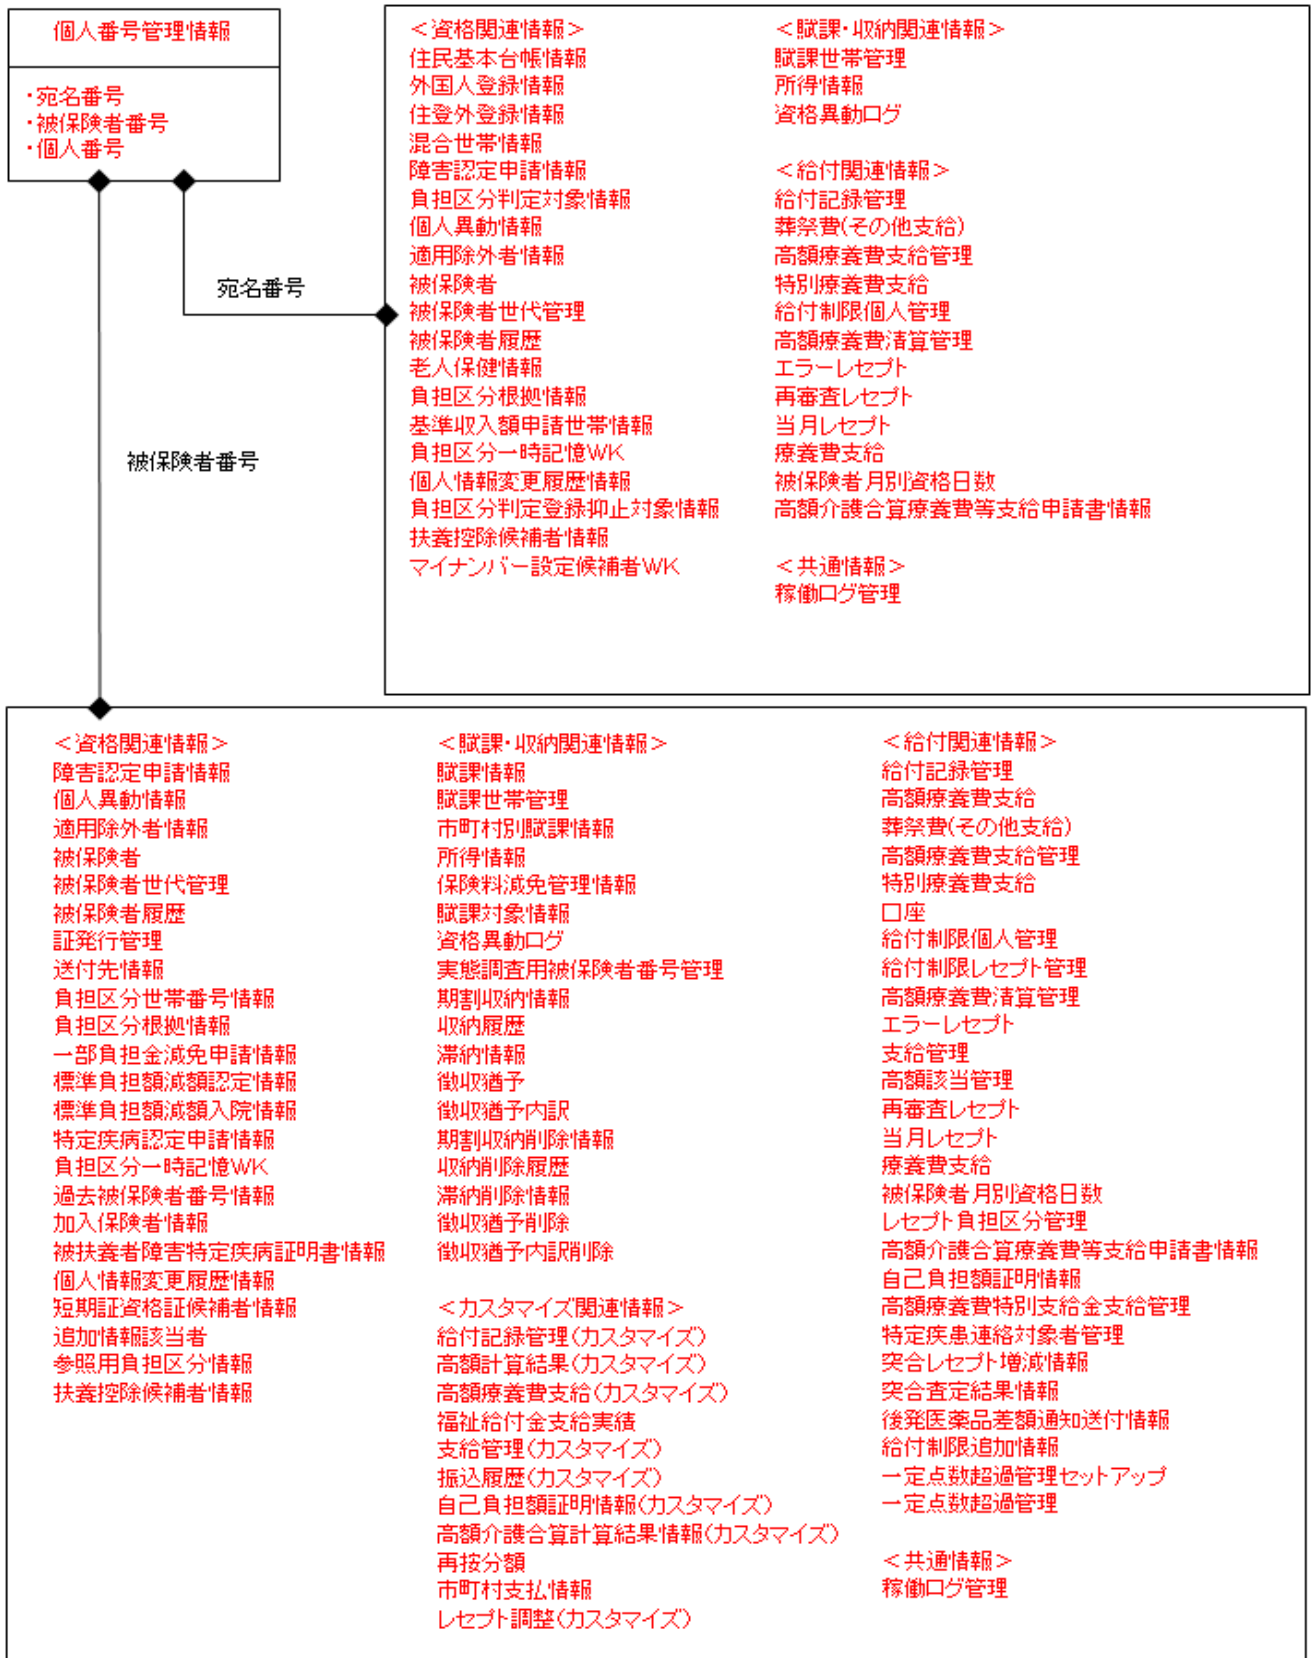 個人番号管理情報
・宛名番号
・被保険者番号
・個人番号
宛名番号
被保険者番号
＜資格関連情報＞
住民基本台帳情報
外国人登録情報
住登外登録情報
混合世帯情報
障害認定申請情報
負担区分判定対象情報
個人異動情報
適用除外者情報
被保険者
被保険者世代管理
被保険者履歴
老人保健情報
負担区分根拠情報
基準収入額申請世帯情報
負担区分一時記憶WK
個人情報変更履歴情報
負担区分判定登録抑止対象情報
扶養控除候補者情報
マイナンバー設定候補者WK
＜賦課・収納関連情報＞
賦課世帯管理
所得情報
資格異動ログ
＜給付関連情報＞
給付記録管理
葬祭費(その他支給)
高額療養費支給管理
特別療養費支給
給付制限個人管理
高額療養費清算管理
エラーレセプト
再審査レセプト
当月レセプト
療養費支給
被保険者月別資格日数
高額介護合算療養費等支給申請書情報
＜共通情報＞
稼働ログ管理
＜資格関連情報＞
障害認定申請情報
個人異動情報
適用除外者情報
被保険者
被保険者世代管理
被保険者履歴
証発行管理
送付先情報
負担区分世帯番号情報
負担区分根拠情報
一部負担金減免申請情報
標準負担額減額認定情報
標準負担額減額入院情報
特定疾病認定申請情報
負担区分一時記憶WK
過去被保険者番号情報
加入保険者情報
被扶養者障害特定疾病証明書情報
個人情報変更履歴情報
短期証資格証候補者情報
追加情報該当者
参照用負担区分情報
扶養控除候補者情報
＜賦課・収納関連情報＞
賦課情報
賦課世帯管理
市町村別賦課情報
所得情報
保険料減免管理情報
賦課対象情報
資格異動ログ
実態調査用被保険者番号管理
期割収納情報
収納履歴
滞納情報
徴収猶予
徴収猶予内訳
期割収納削除情報
収納削除履歴
滞納削除情報
徴収猶予削除
徴収猶予内訳削除
＜カスタマイズ関連情報＞
給付記録管理(カスタマイズ)
高額計算結果(カスタマイズ)
高額療養費支給(カスタマイズ)
福祉給付金支給実績
支給管理(カスタマイズ)
振込履歴(カスタマイズ)
自己負担額証明情報(カスタマイズ)
高額介護合算計算結果情報(カスタマイズ)
再按分額
市町村支払情報
レセプト調整(カスタマイズ)
＜給付関連情報＞
給付記録管理
高額療養費支給
葬祭費(その他支給)
高額療養費支給管理
特別療養費支給
口座
給付制限個人管理
給付制限レセプト管理
高額療養費清算管理
エラーレセプト
支給管理
高額該当管理
再審査レセプト
当月レセプト
療養費支給
被保険者月別資格日数
レセプト負担区分管理
高額介護合算療養費等支給申請書情報
自己負担額証明情報
高額療養費特別支給金支給管理
特定疾患連絡対象者管理
突合レセプト増減情報
突合査定結果情報
後発医薬品差額通知送付情報
給付制限追加情報
一定点数超過管理セットアップ
一定点数超過管理
＜共通情報＞
稼働ログ管理